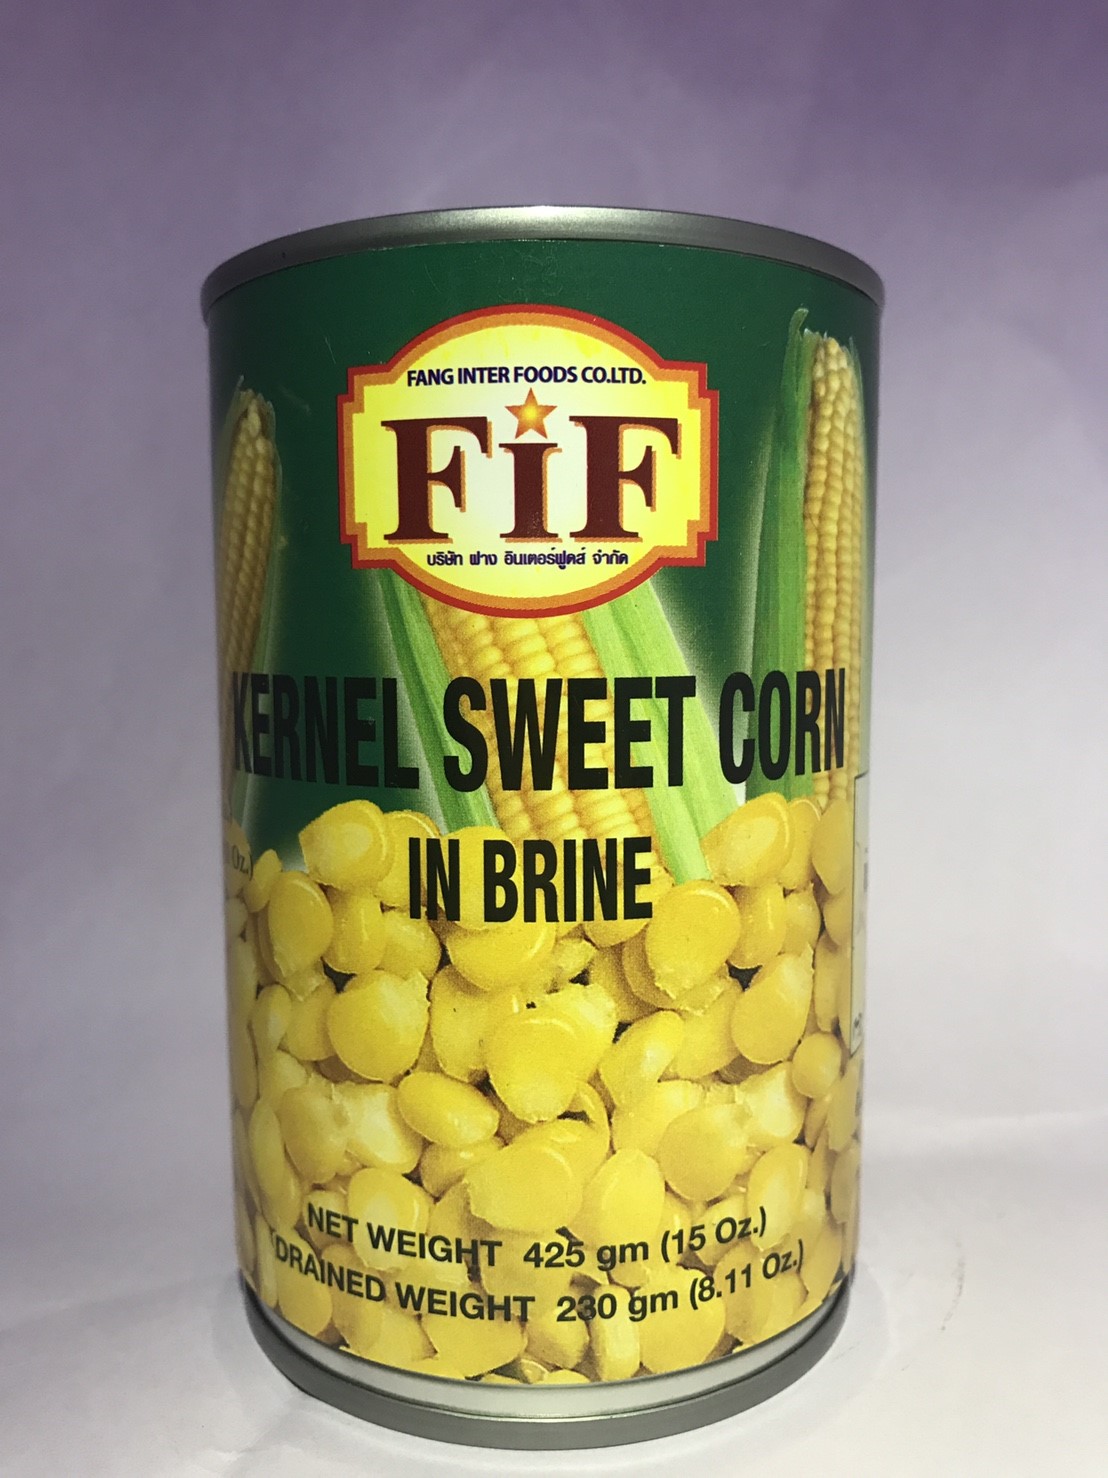 FANG INTER FOODS CO.LTD.
FiF
บริษัท ฝาง อินเตอร์ฟูดส์ จำกัด
KERNEL SWEET CORN
IN BRINE
Oz.)
NET WEIGHT 425 gm (15 Oz.)
DRAINED WEIGHT 230 gm (8.11 Oz.)